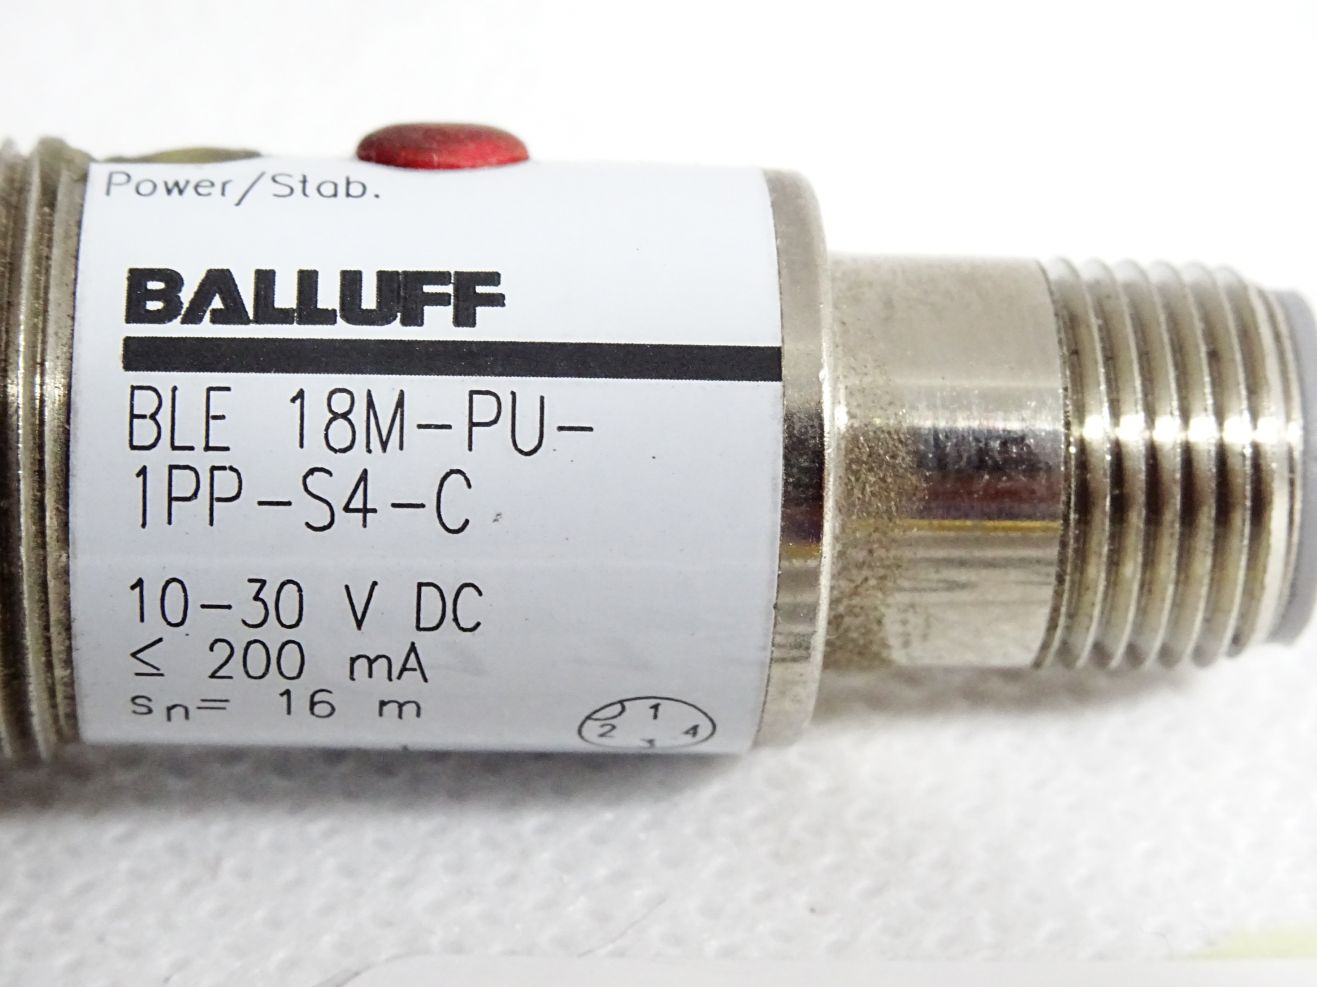 Power/Stab.
BALLUFF
BLE 18M-PU-
1PP-S4-C
10-30 V DC
≤ 200 mA
sn= 16 m
1
2 4
3